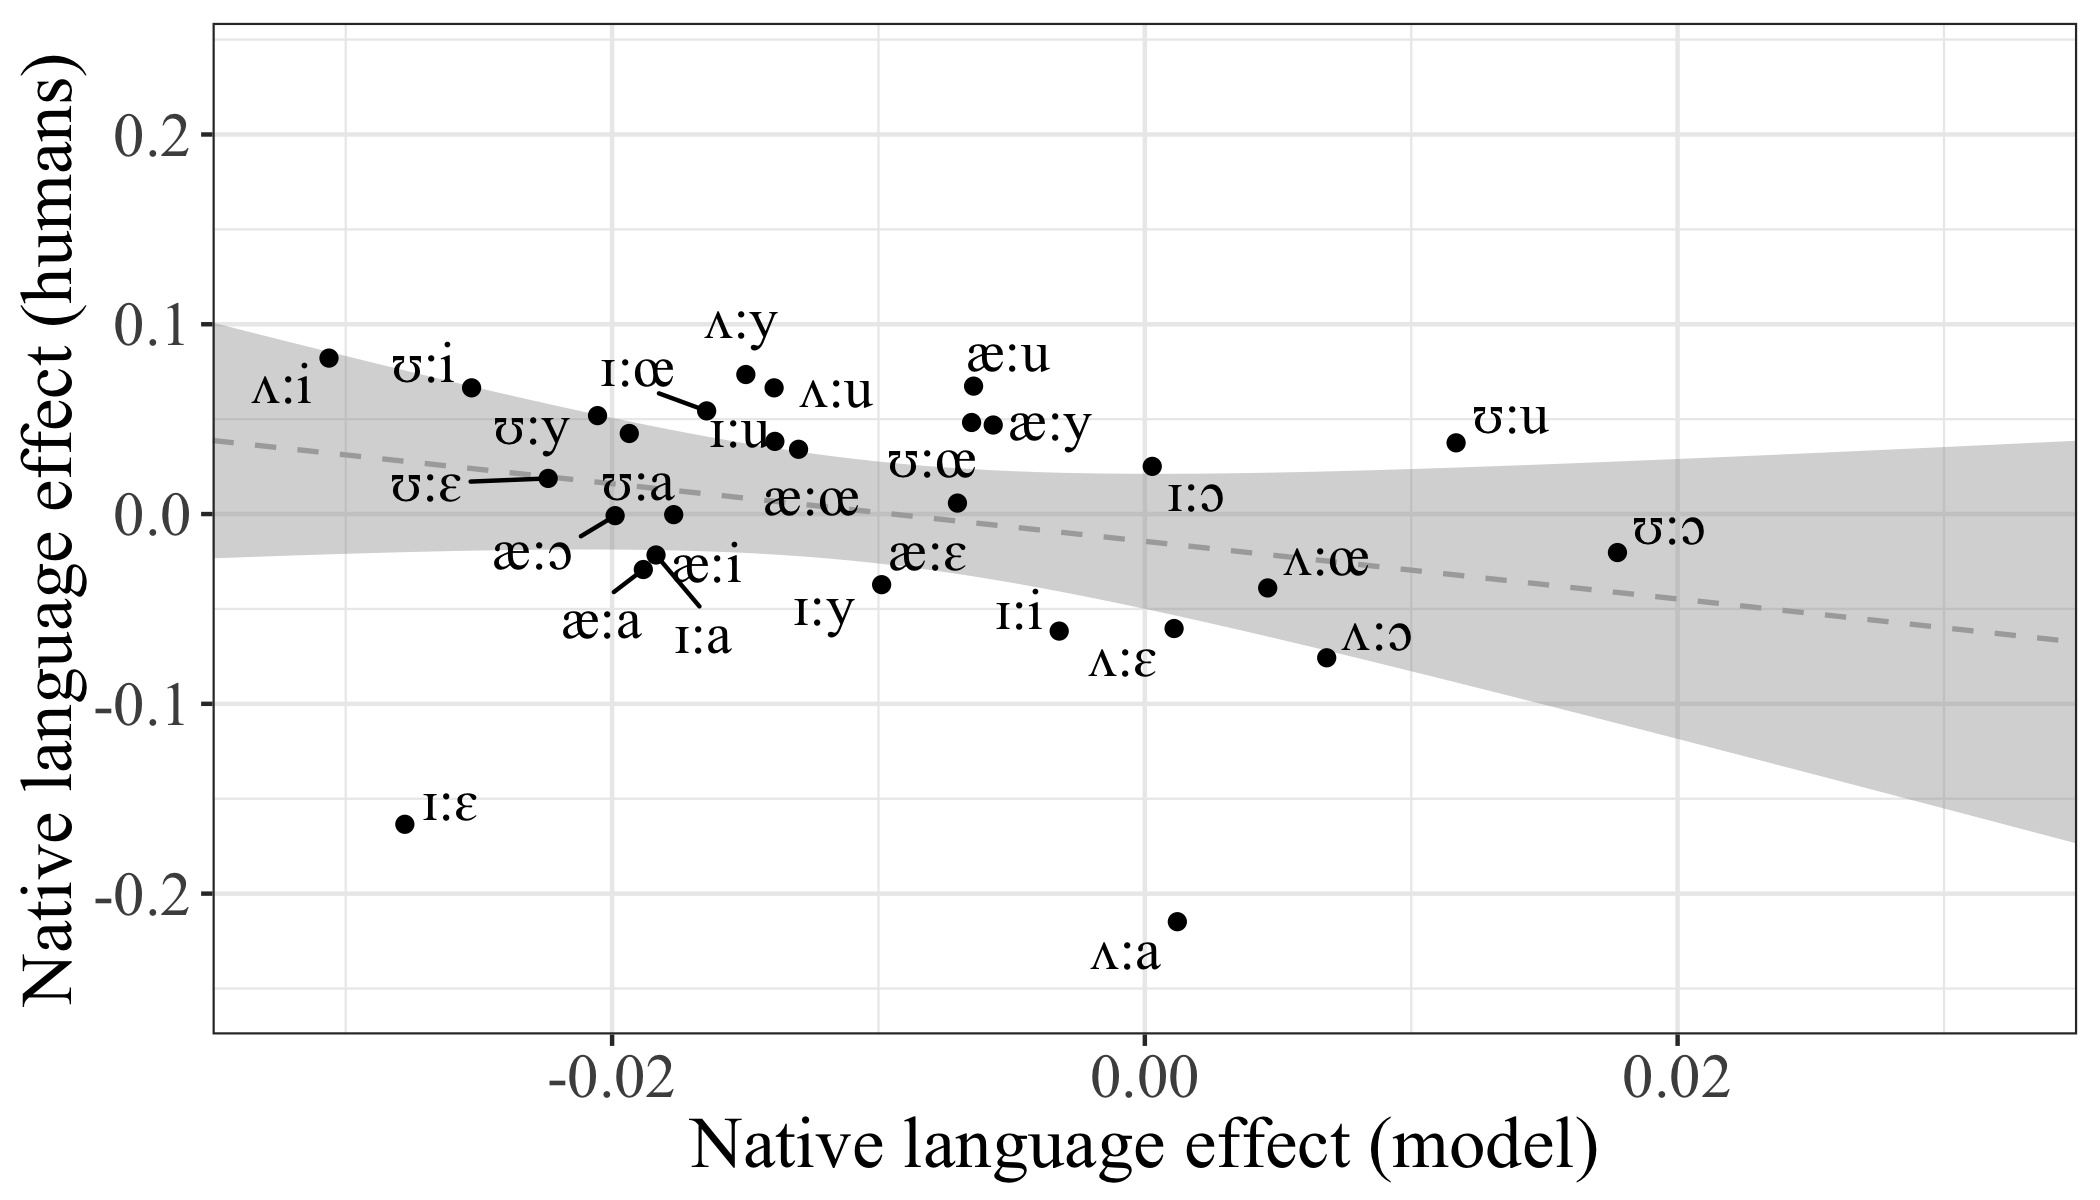 Native language effect (humans)
0.2
0.1
0.0
-0.1
-0.2
ʌ:y
æ:u
ʊ:i
ɪ:œ
ʌ:i
ʌ:u
ʊ:y
ɪ:u
æ:y
ʊ:u
ʊ:ɛ
ʊ:a
æ:œ
ʊ:œ
ɪ:ɔ
æ:ɔ
æ:i
æ:ɛ
ʌ:œ
ʊ:ɔ
æ:a
ɪ:a
ɪ:y
ɪ:i
ʌ:ɛ
ʌ:ɔ
ɪ:ɛ
ʌ:a
-0.02
0.00
0.02
Native language effect (model)